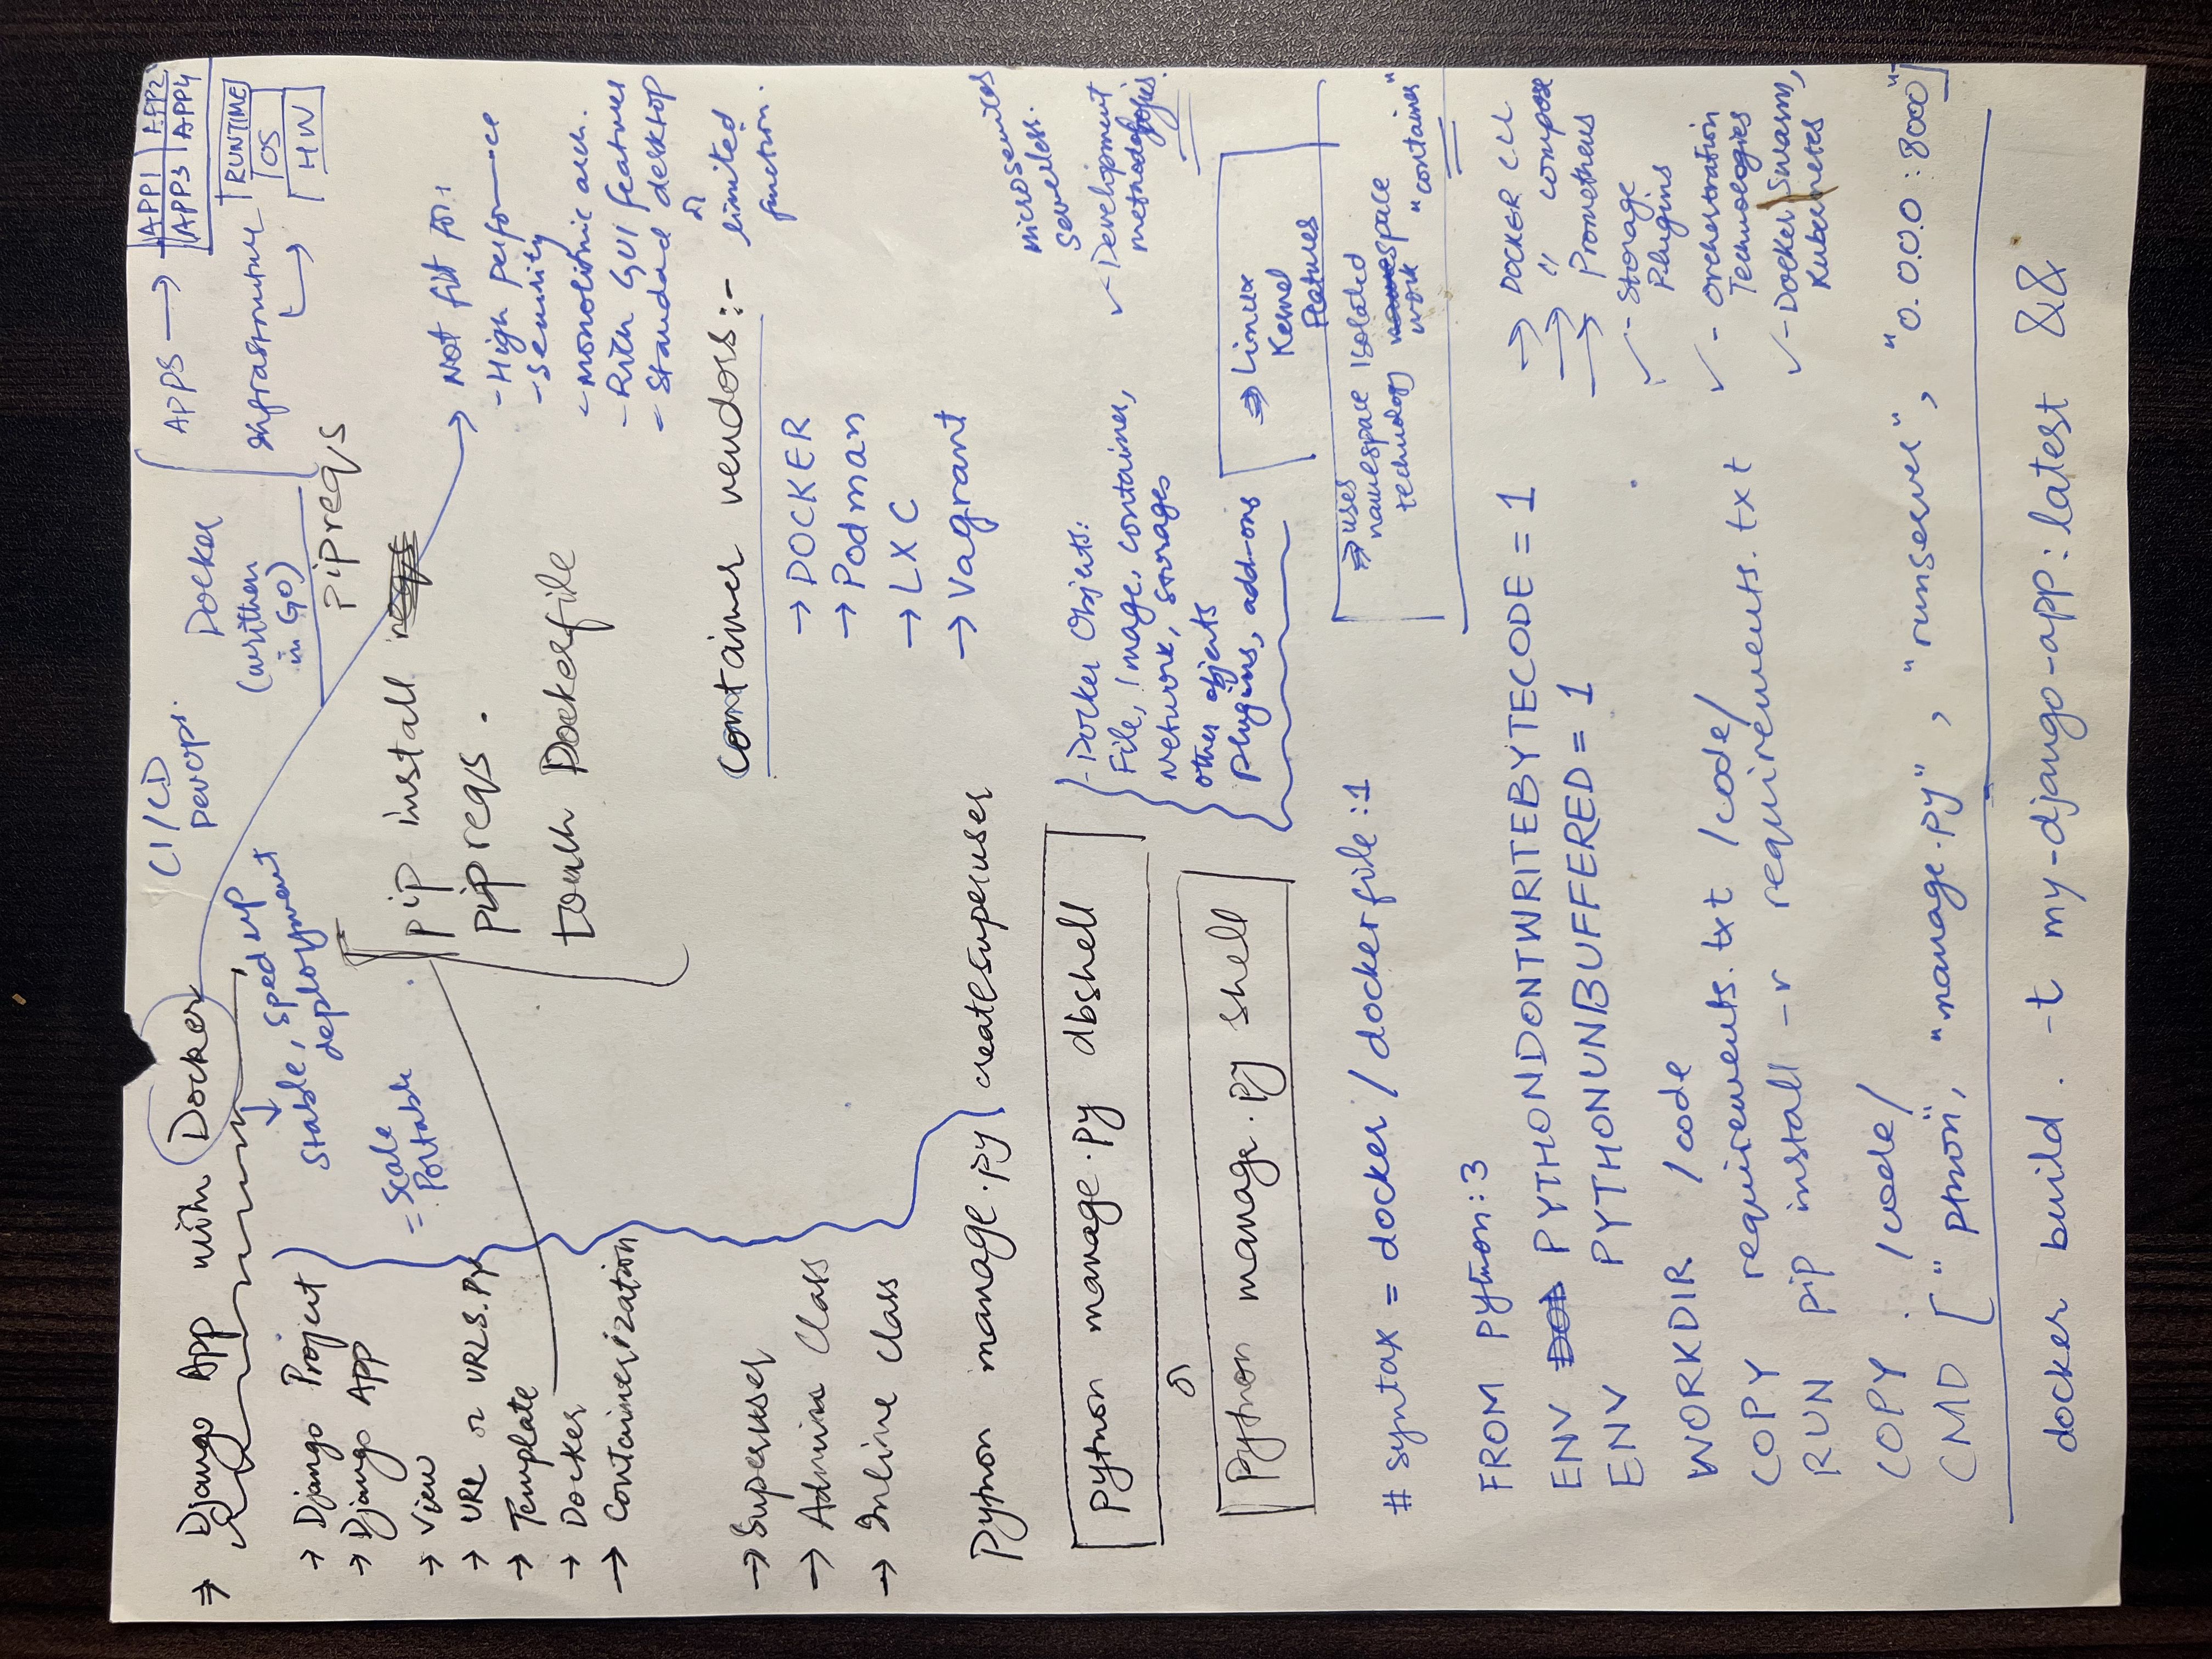 ⇒ Django App with Docker
→ Django Project
→ Django App
→ View
→ URL or URLS.Py
→ Template
→ Docker
→ Containerization
→ Superuser
→ Admin Class
→ Inline Class
→ stable, sped up
deployment
= Scale
Portable
CI/CD
Devops.
Docker
(written
in GO)
APPS →
Infrastructure
APP1 APP2
APP3 APP4
RUNTIME
OS
HW
pipreqs
pip install
pipreqs.
touch Dockerfile
→ Not fit for:
- High performance
- security
- monolithic arch.
- Rich GUI features
- Standard desktop
or
limited
function.
Container vendors:-
→ DOCKER
→ Podman
→ LXC
→ Vagrant
Python manage.py createsuperuser
Python manage.py dbshell
or
Python manage.py shell
- Docker Objects:
File, Image, container,
network, storages
other objects
plugins, add-ons
microservices
serverless.
✓ - Development
methodologies.
⇒ Linux
Kernel
Features
⇒ uses
namespace isolated
technology space
work "container"
# syntax = docker/dockerfile:1
FROM Python:3
ENV PYTHONDONTWRITEBYTECODE = 1
ENV PYTHONUNBUFFERED = 1
WORKDIR /code
COPY requirements.txt /code/
RUN pip install -r requirements.txt
COPY . /code/
CMD ["Python", "manage.py", "runserver", "0.0.0.0:8000"]
→ DOCKER CLI
→ " compose
→ Prometheus
✓ - Storage
Plugins
✓ - Orchestration
Technologies
✓ - Docker Swarm,
Kubernetes
docker build . -t my-django-app:latest &&